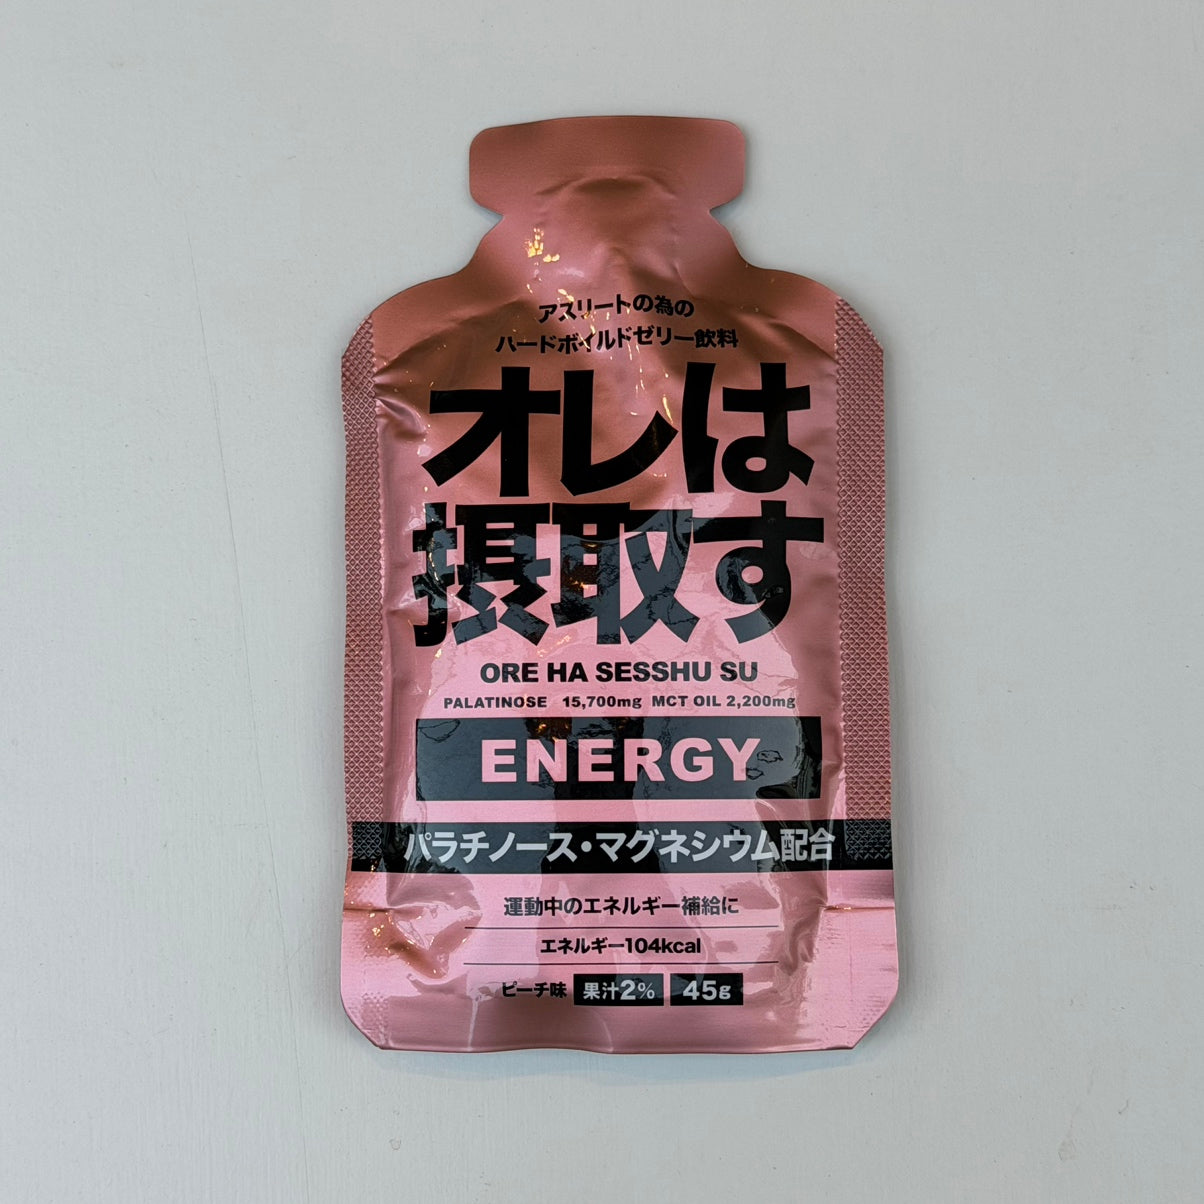 アスリートの為の
ハードボイルドゼリー飲料
オレは
摂取す
ORE HA SESSHU SU
PALATINOSE 15,700mg MCT OIL 2,200mg
ENERGY
パラチノース・マグネシウム配合
運動中のエネルギー補給に
エネルギー104kcal
ピーチ味 果汁2% 45g